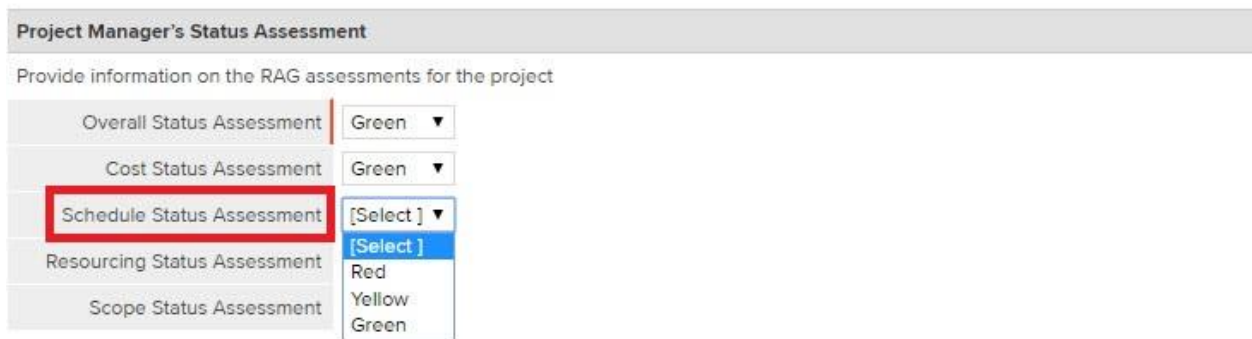 Project Manager's Status Assessment
Provide information on the RAG assessments for the project
Overall Status Assessment Green ▼
Cost Status Assessment Green ▼
Schedule Status Assessment [Select ] ▼
[Select ]
Resourcing Status Assessment
Red
Yellow
Scope Status Assessment
Green